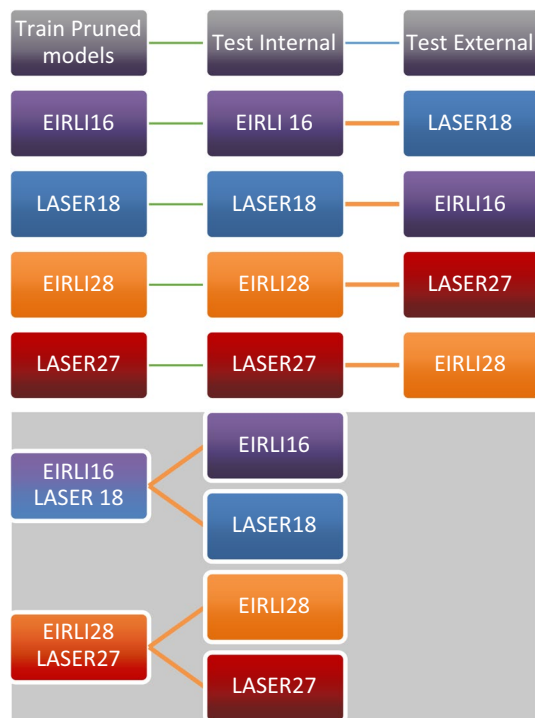 Train Pruned
models
Test Internal
Test External
EIRLI16
EIRLI 16
LASER18
LASER18
LASER18
EIRLI16
EIRLI28
EIRLI28
LASER27
LASER27
LASER27
EIRLI28
EIRLI16
LASER 18
EIRLI16
LASER18
EIRLI28
LASER27
EIRLI28
LASER27